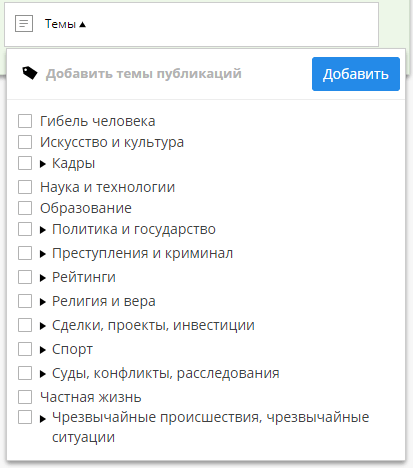 Темы
Добавить темы публикаций
Добавить
Гибель человека
Искусство и культура
Кадры
Наука и технологии
Образование
Политика и государство
Преступления и криминал
Рейтинги
Религия и вера
Сделки, проекты, инвестиции
Спорт
Суды, конфликты, расследования
Частная жизнь
Чрезвычайные происшествия, чрезвычайные
ситуации